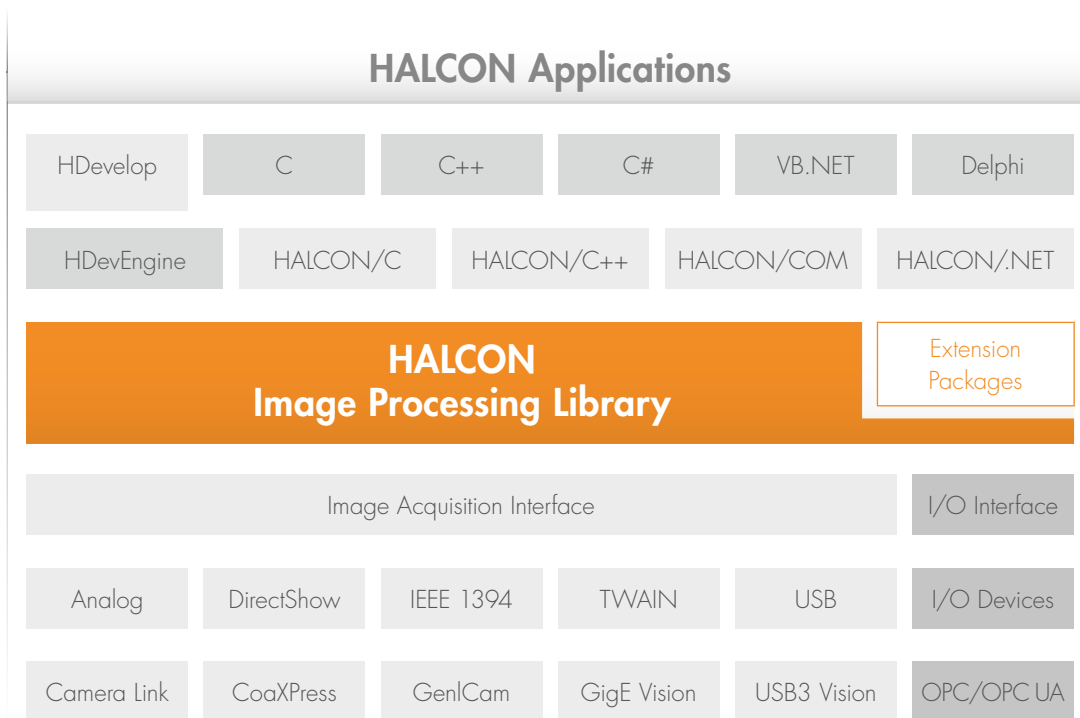 HALCON Applications
HDevelop
C
C++
C#
VB.NET
Delphi
HDevEngine
HALCON/C
HALCON/C++
HALCON/COM
HALCON/.NET
HALCON
Image Processing Library
Extension
Packages
Image Acquisition Interface
I/O Interface
Analog
DirectShow
IEEE 1394
TWAIN
USB
I/O Devices
Camera Link
CoaXPress
GenICam
GigE Vision
USB3 Vision
OPC/OPC UA